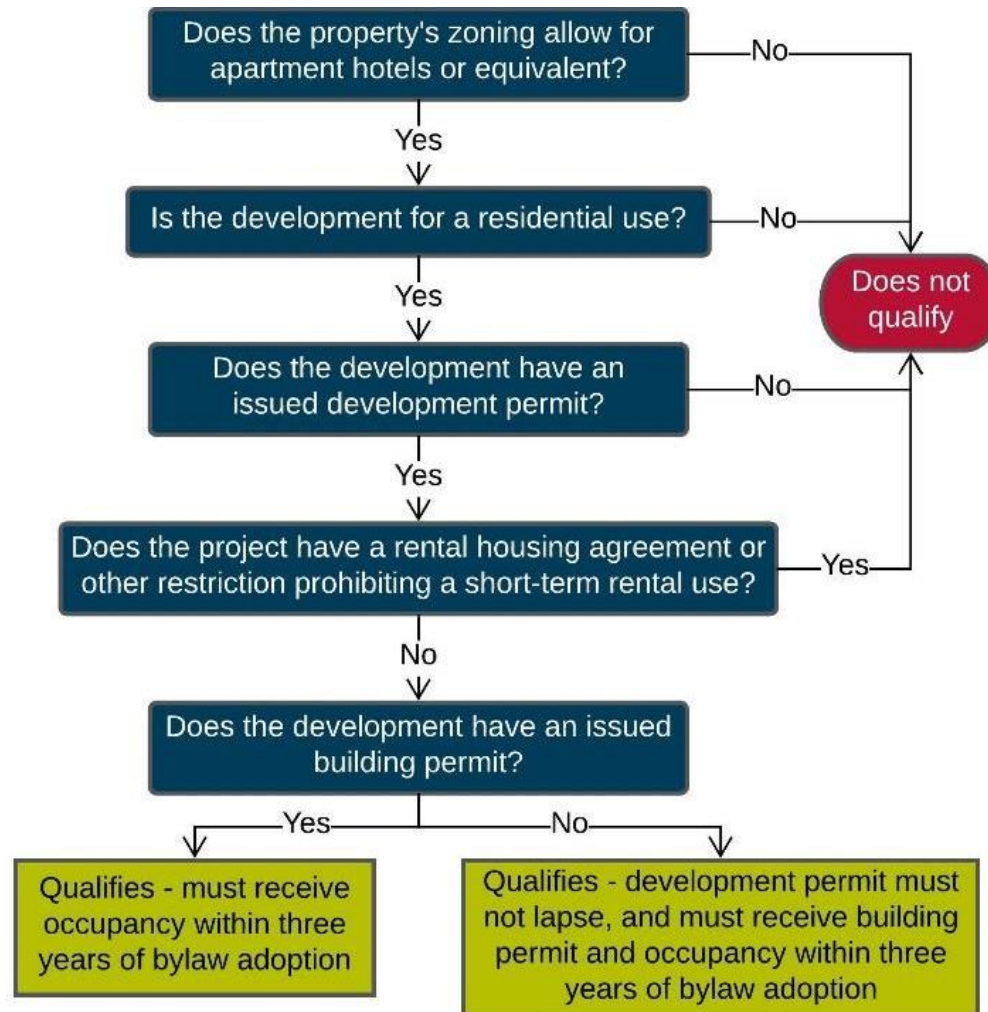 Does the property's zoning allow for
apartment hotels or equivalent?
No
Yes
Is the development for a residential use?
No
Does not
qualify
Yes
Does the development have an
issued development permit?
No
Yes
Does the project have a rental housing agreement or
other restriction prohibiting a short-term rental use?
Yes
No
Does the development have an issued
building permit?
Yes
No
Qualifies - must receive
occupancy within three
years of bylaw adoption
Qualifies - development permit must
not lapse, and must receive building
permit and occupancy within three
years of bylaw adoption